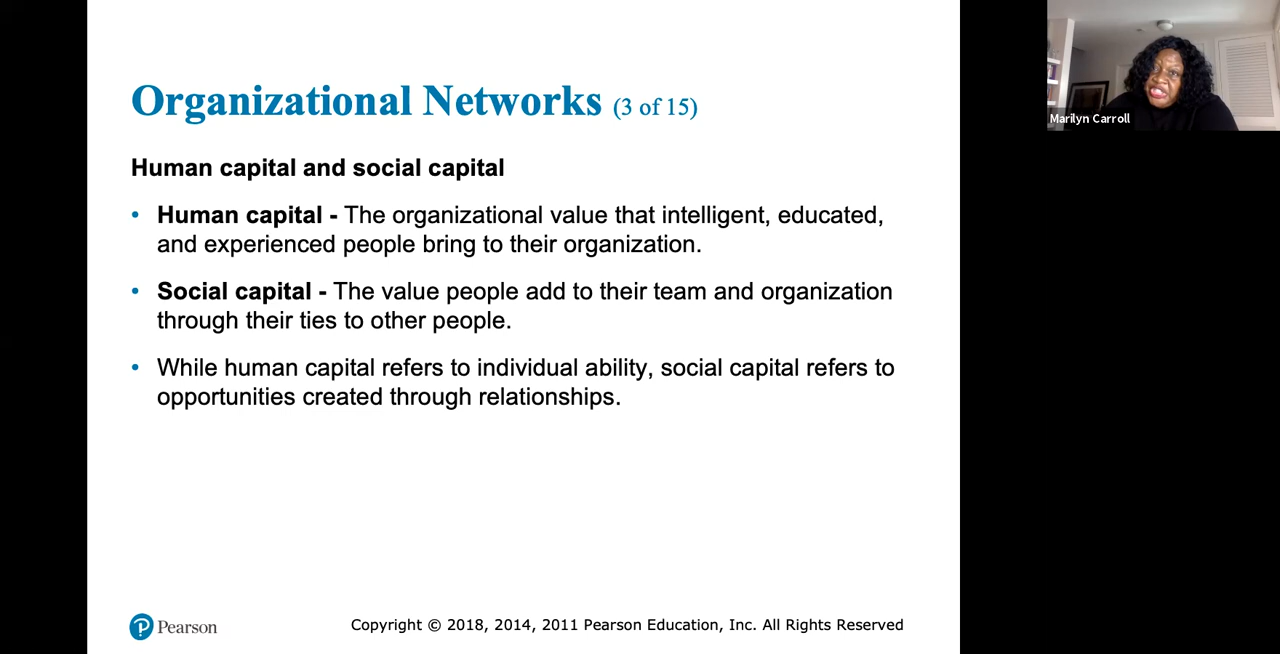 Organizational Networks (3 of 15)
Human capital and social capital
• Human capital - The organizational value that intelligent, educated,
and experienced people bring to their organization.
• Social capital - The value people add to their team and organization
through their ties to other people.
• While human capital refers to individual ability, social capital refers to
opportunities created through relationships.
P Pearson
Copyright © 2018, 2014, 2011 Pearson Education, Inc. All Rights Reserved
Marilyn Carroll